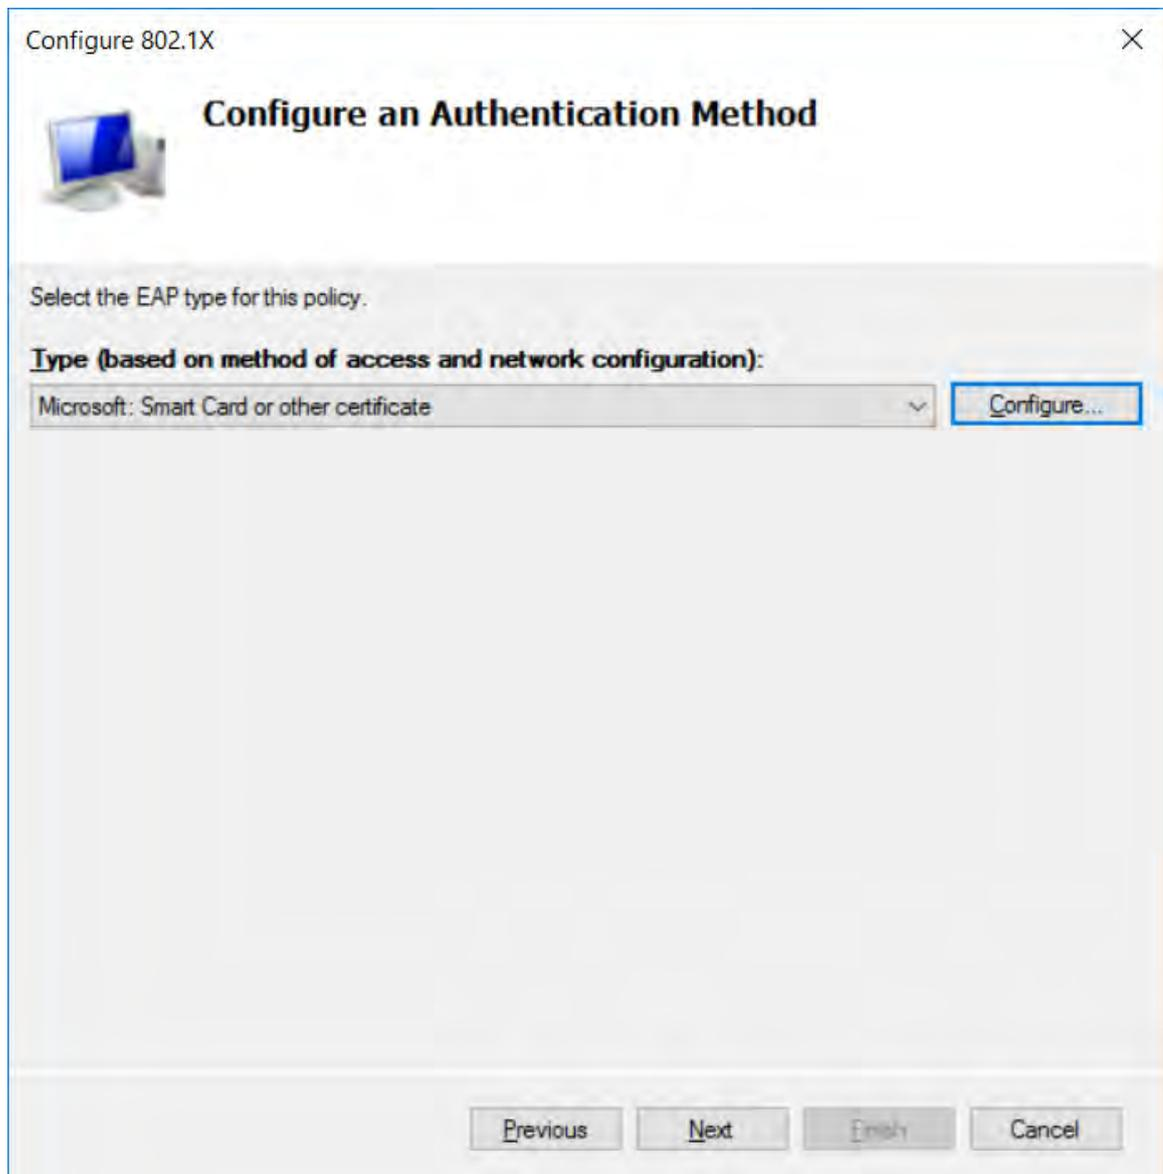 Configure 802.1X
Configure an Authentication Method
Select the EAP type for this policy.
Type (based on method of access and network configuration):
Microsoft: Smart Card or other certificate
Configure...
Previous
Next
Finish
Cancel